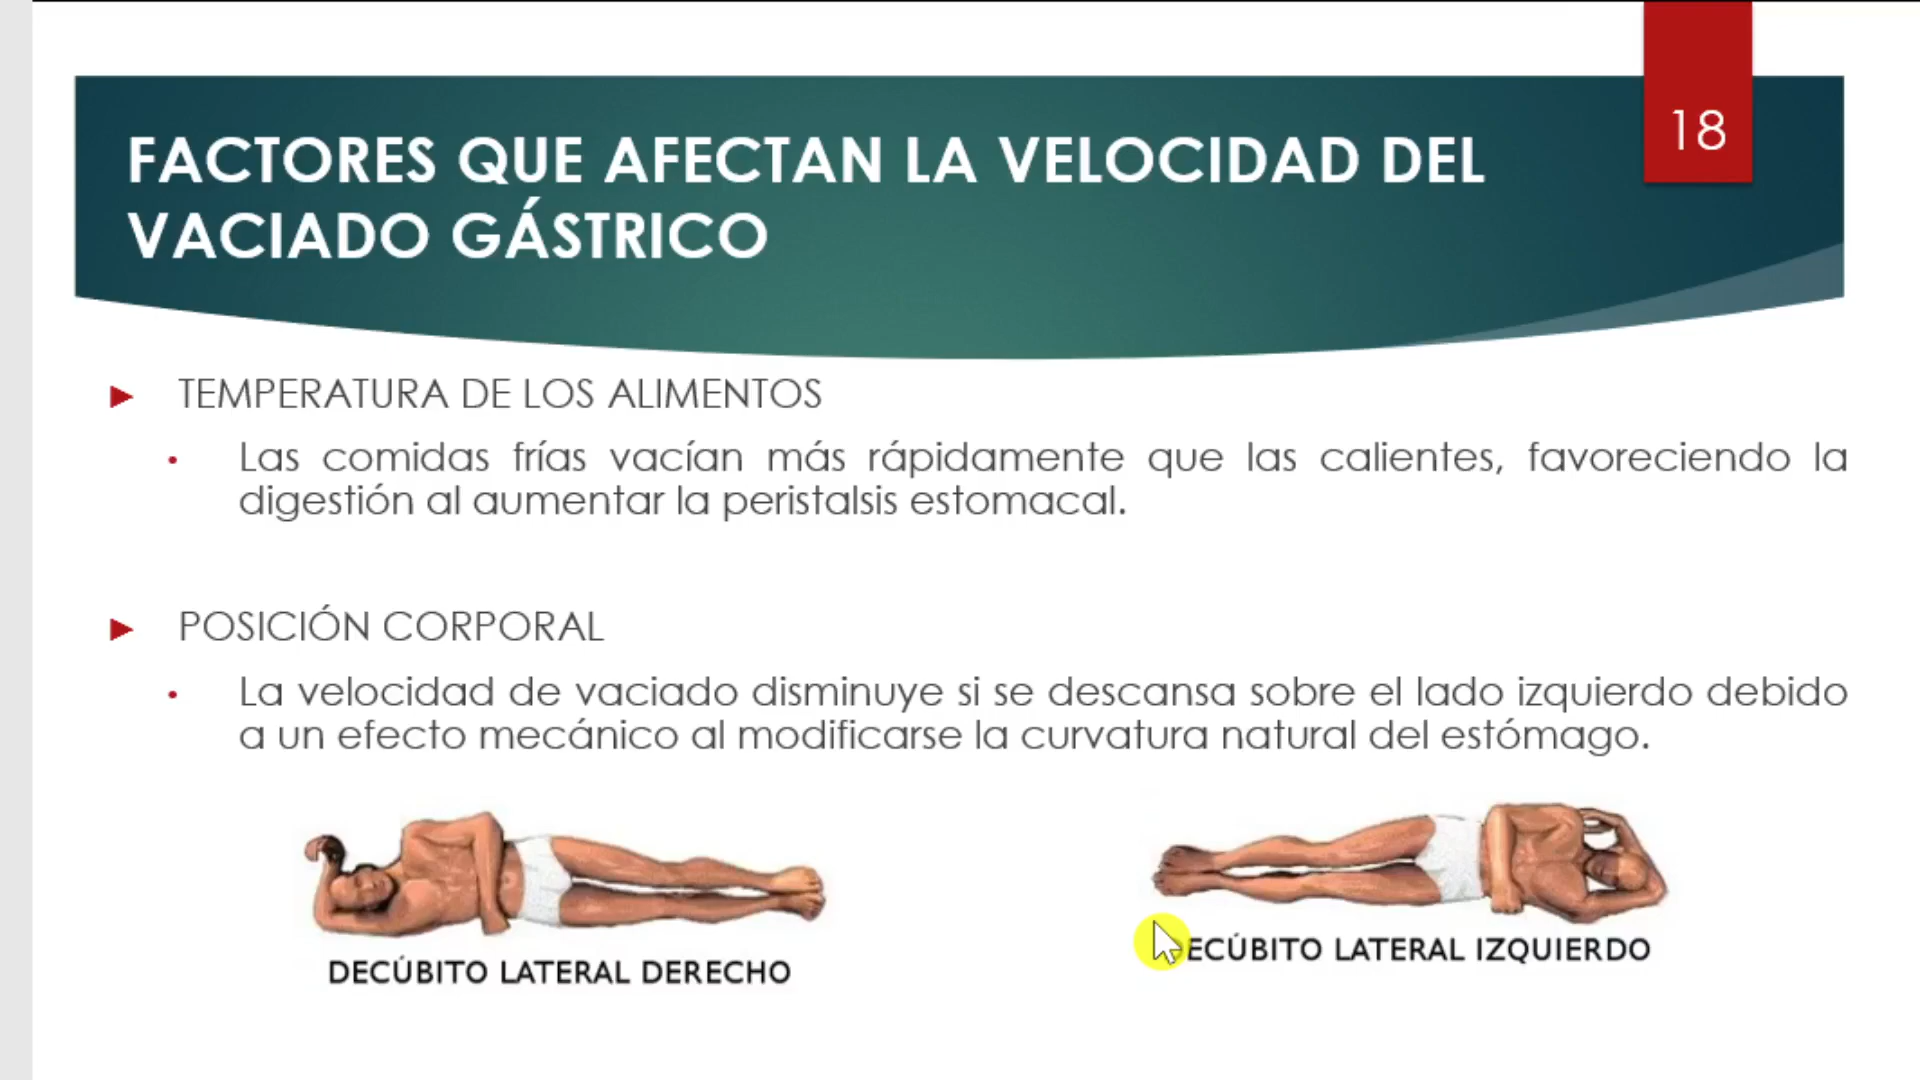 18
FACTORES QUE AFECTAN LA VELOCIDAD DEL
VACIADO GÁSTRICO
TEMPERATURA DE LOS ALIMENTOS
Las comidas frías vacían más rápidamente que las calientes, favoreciendo la
digestión al aumentar la peristalsis estomacal.
POSICIÓN CORPORAL
La velocidad de vaciado disminuye si se descansa sobre el lado izquierdo debido
a un efecto mecánico al modificarse la curvatura natural del estómago.
DECÚBITO LATERAL DERECHO
ECÚBITO LATERAL IZQUIERDO